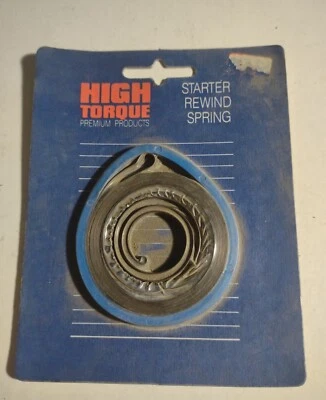 HIGH
TORQUE
PREMIUM PRODUCTS
STARTER
REWIND
SPRING